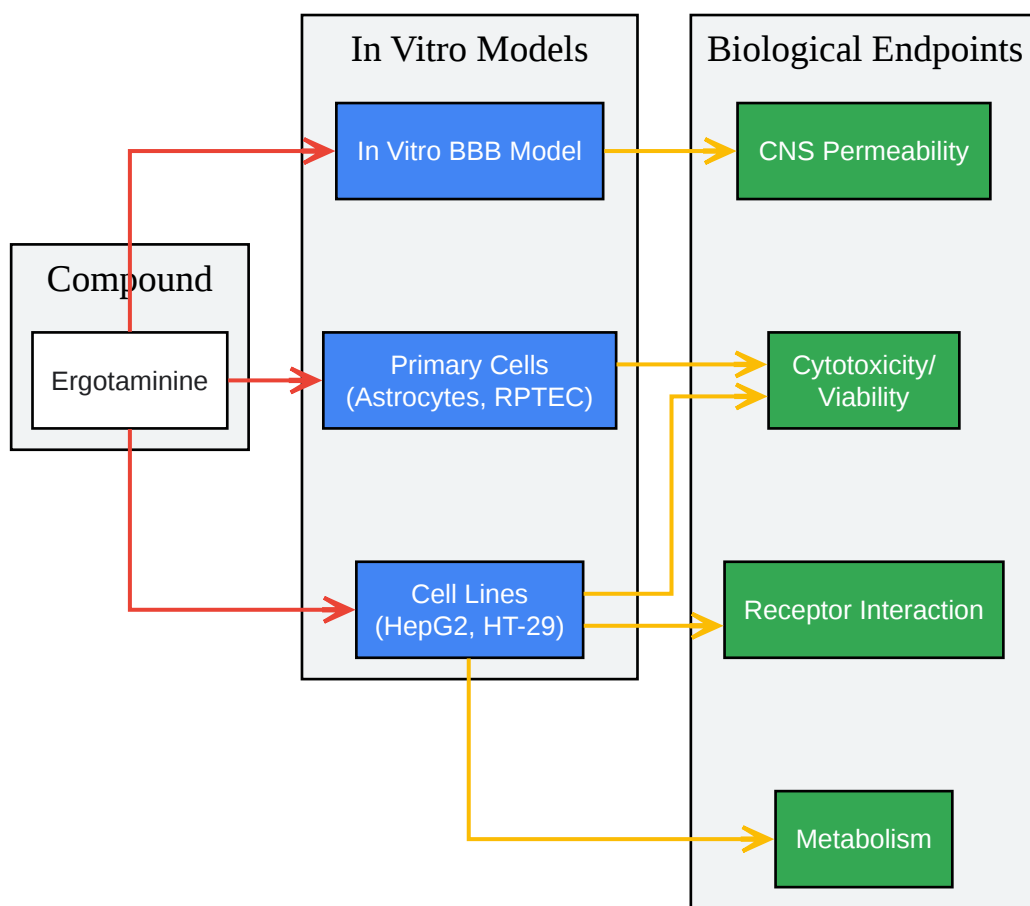 In Vitro Models
Biological Endpoints
In Vitro BBB Model
CNS Permeability
Compound
Ergotaminine
Primary Cells
(Astrocytes, RPTEC)
Cytotoxicity/
Viability
Cell Lines
(HepG2, HT-29)
Receptor Interaction
Metabolism